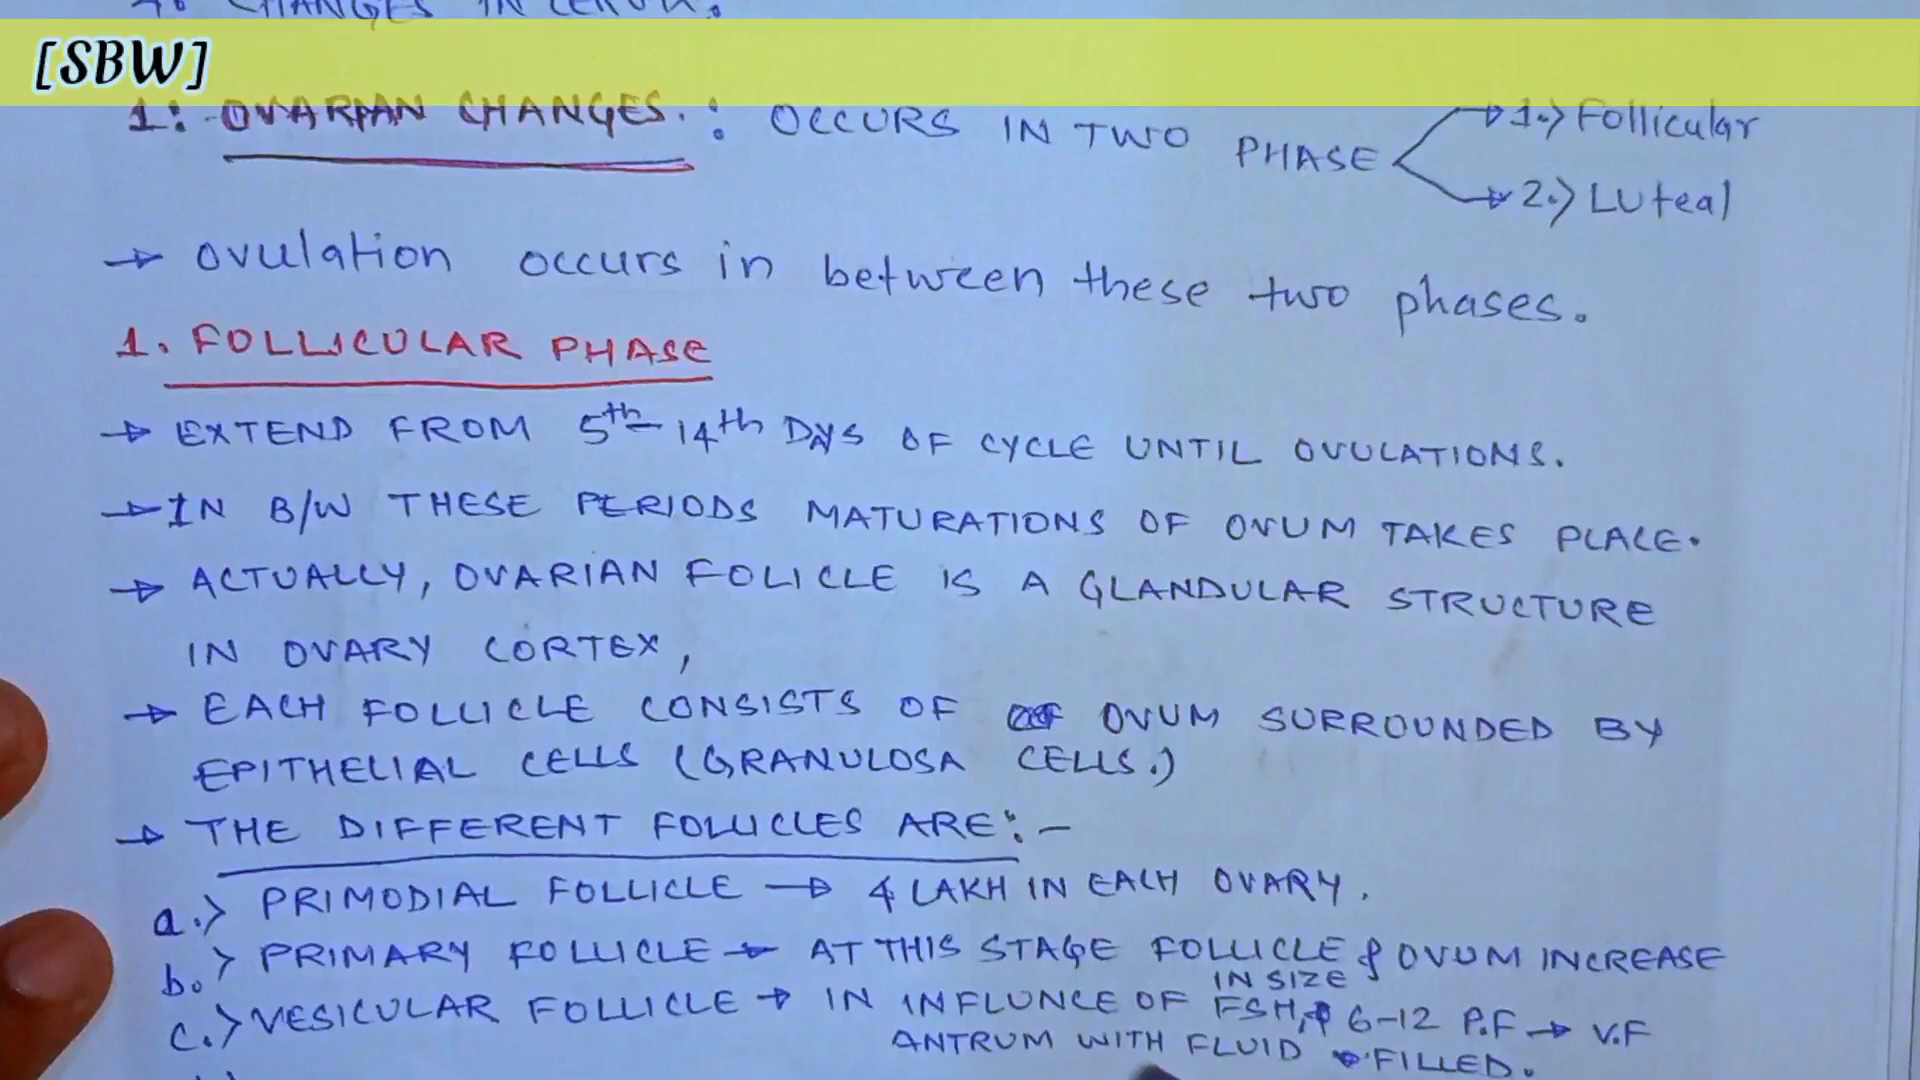 4. CHANGES IN CERVIX.
[SBW]
1: OVARIAN CHANGES. : OCCURS IN TWO PHASE
1.) Follicular
2.) Luteal
→ Ovulation occurs in between these two phases.
1. FOLLICULAR PHASE
→ EXTEND FROM 5th-14th DAYS OF CYCLE UNTIL OVULATIONS.
→ IN B/W THESE PERIODS MATURATIONS OF OVUM TAKES PLACE.
→ ACTUALLY, OVARIAN FOLICLE IS A GLANDULAR STRUCTURE
IN OVARY CORTEX,
→ EACH FOLLICLE CONSISTS OF OVUM SURROUNDED BY
EPITHELIAL CELLS (GRANULOSA CELLS.)
→ THE DIFFERENT FOLLICLES ARE:-
a.> PRIMODIAL FOLLICLE → 4 LAKH IN EACH OVARY.
b.> PRIMARY FOLLICLE → AT THIS STAGE FOLLICLE & OVUM INCREASE
IN SIZE
c.> VESICULAR FOLLICLE → IN INFLUNCE OF FSH, 6-12 P.F → V.F
ANTRUM WITH FLUID FILLED.